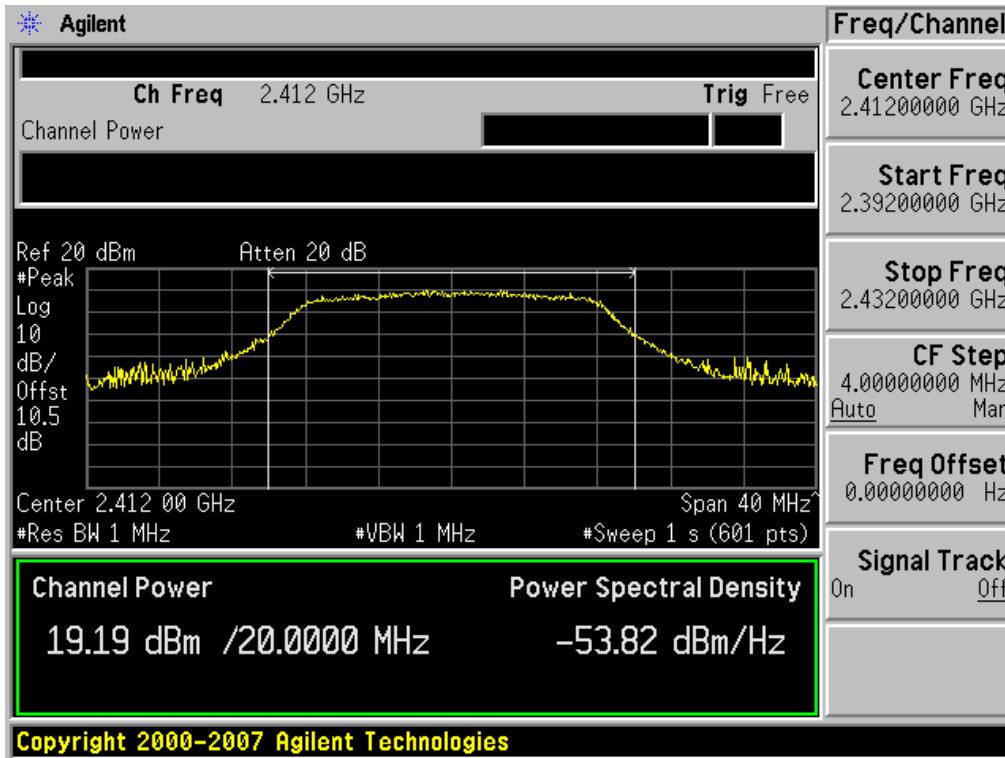 Agilent
Freq/Channel
Ch Freq 2.412 GHz Trig Free
Channel Power
Center Freq
2.41200000 GHz
Start Freq
2.39200000 GHz
Stop Freq
2.43200000 GHz
CF Step
4.00000000 MHz
Auto Man
Freq Offset
0.00000000 Hz
Signal Track
On Off
Ref 20 dBm Atten 20 dB
#Peak
Log
10
dB/
Offst
10.5
dB
Center 2.412 00 GHz Span 40 MHz^
#Res BW 1 MHz #VBW 1 MHz #Sweep 1 s (601 pts)
Channel Power Power Spectral Density
19.19 dBm /20.0000 MHz -53.82 dBm/Hz
Copyright 2000-2007 Agilent Technologies